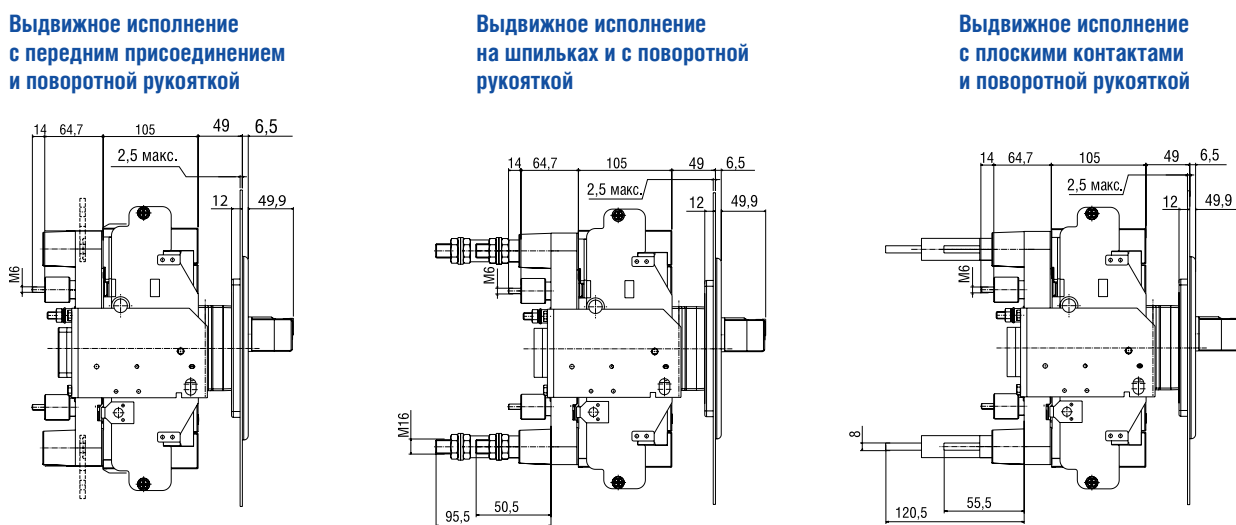 Выдвижное исполнение
с передним присоединением
и поворотной рукояткой
14 64,7 105 49 6,5
2,5 макс.
12 49,9
M6
Выдвижное исполнение
на шпильках и с поворотной
рукояткой
14 64,7 105 49 6,5
2,5 макс.
12 49,9
M6
M16
50,5
95,5
Выдвижное исполнение
с плоскими контактами
и поворотной рукояткой
14 64,7 105 49 6,5
2,5 макс.
12 49,9
M6
8
55,5
120,5